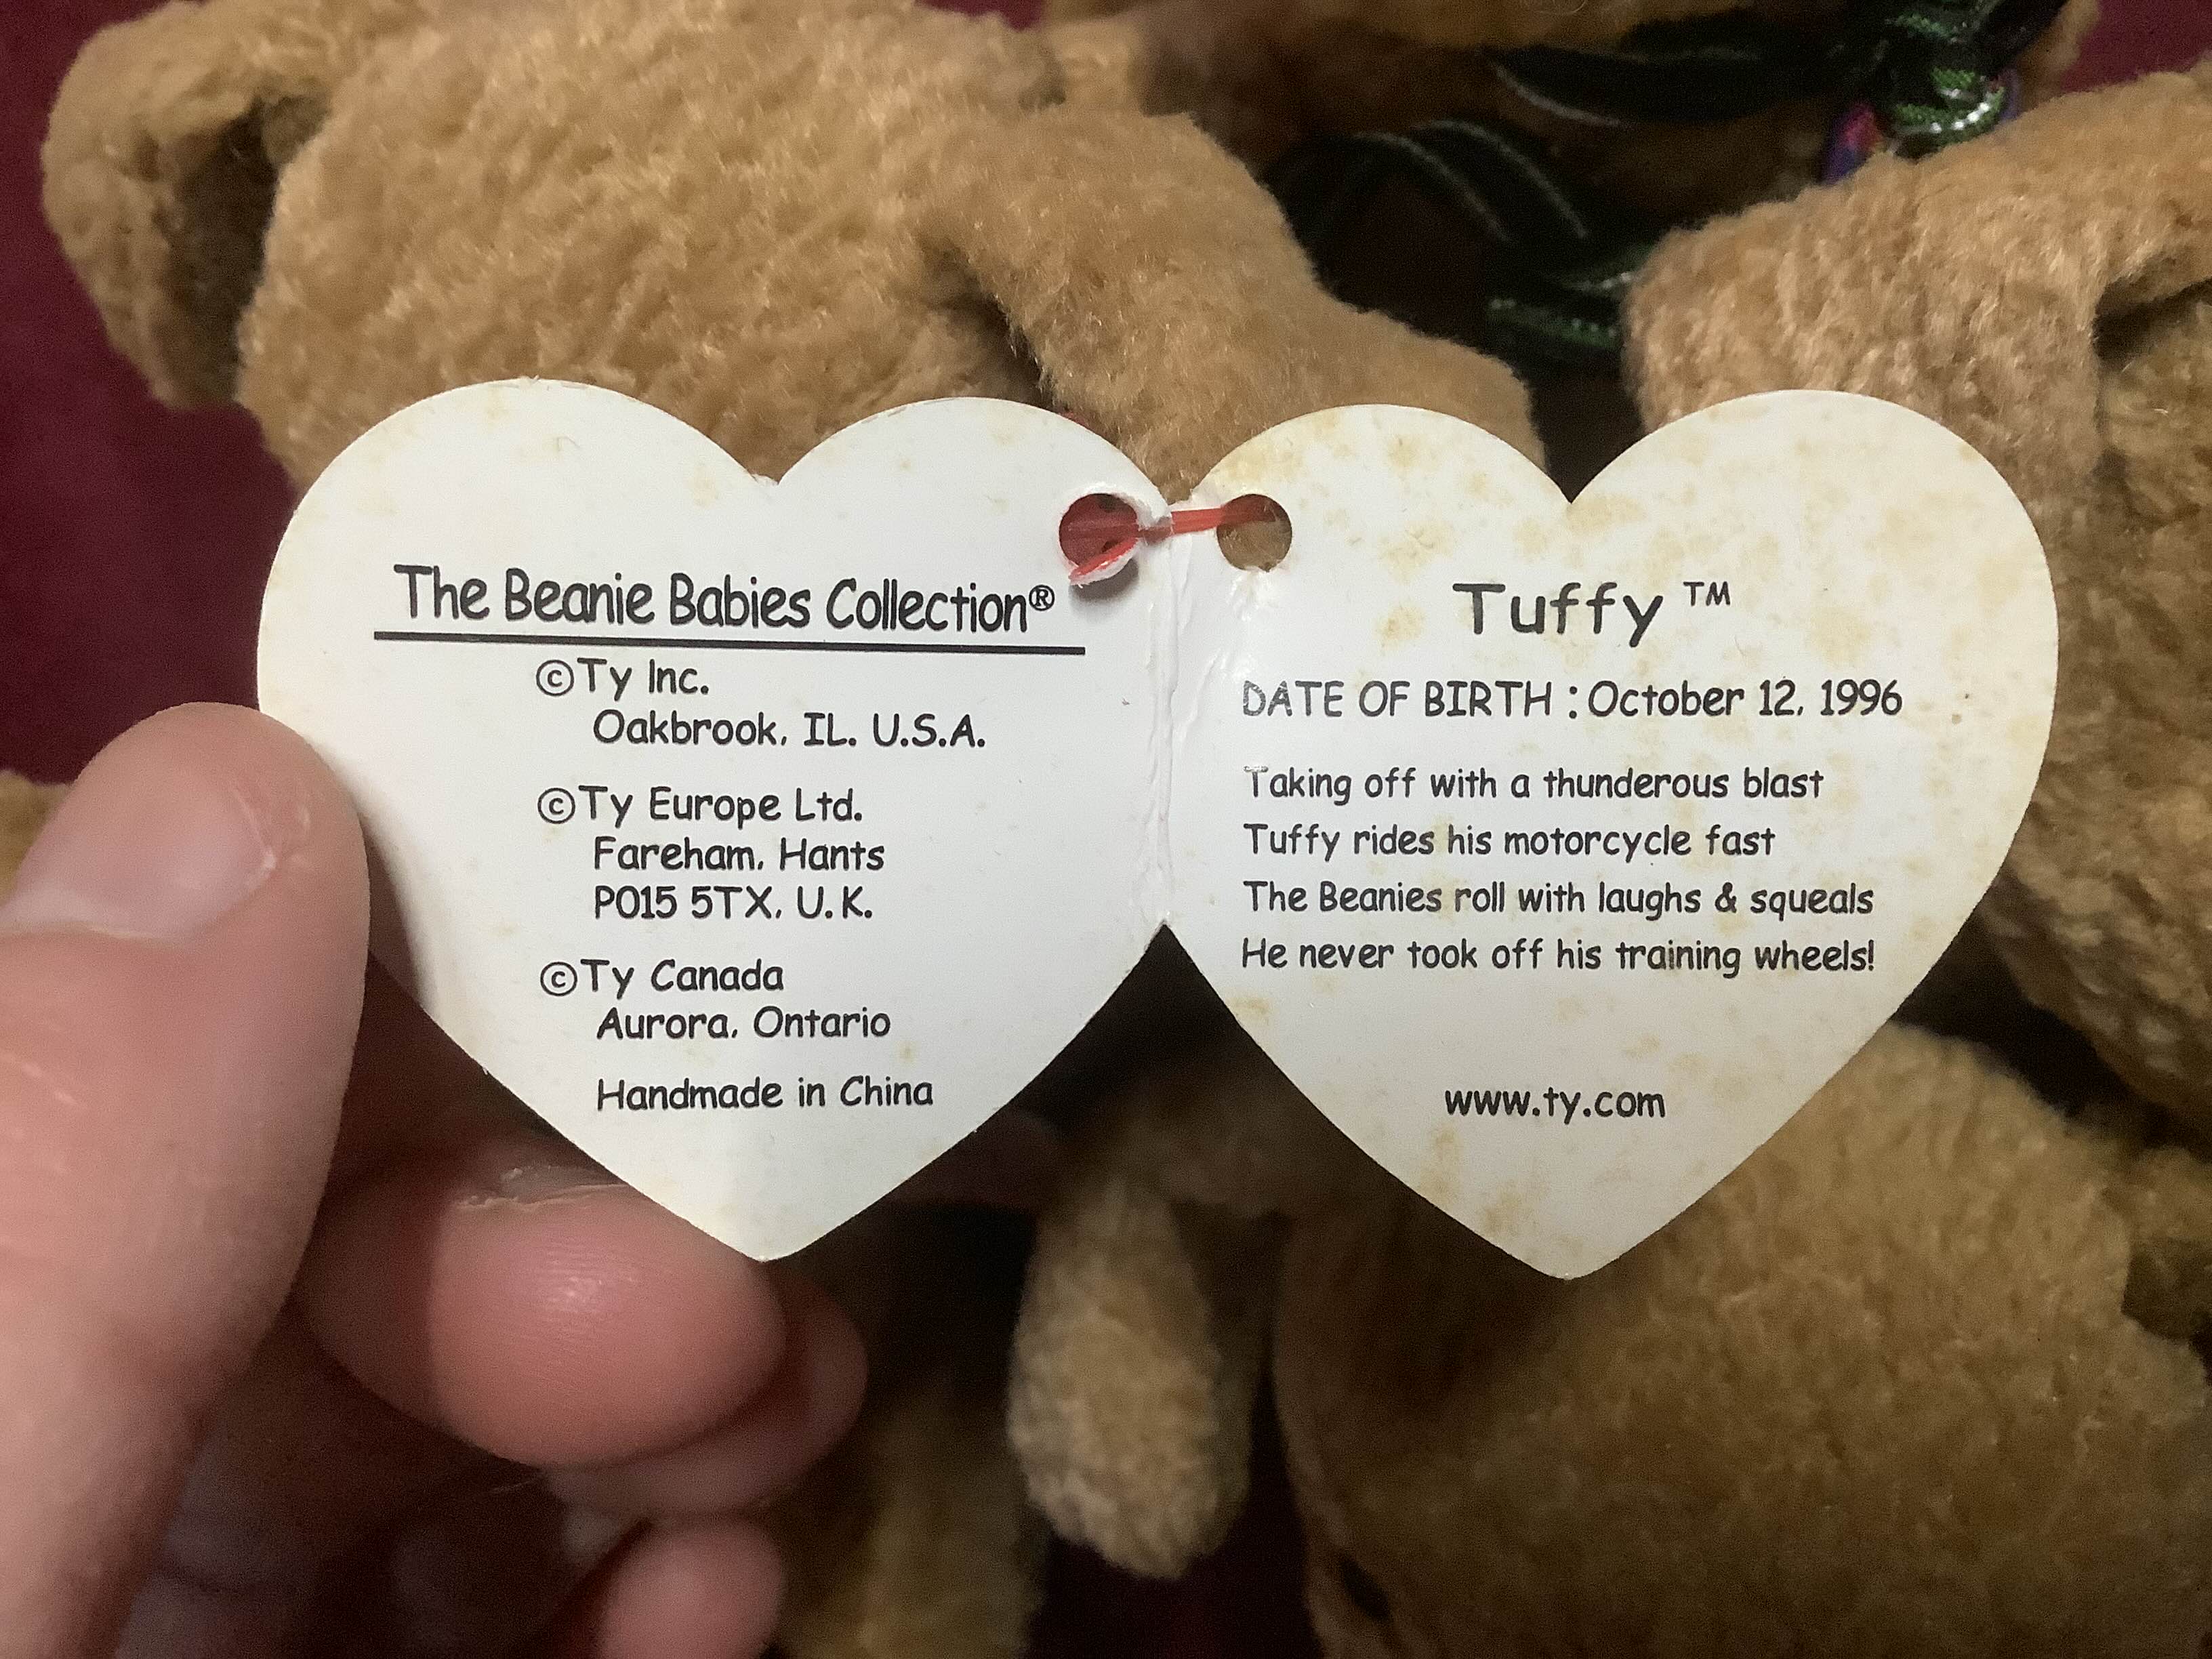 The Beanie Babies Collection®
©Ty Inc.
Oakbrook, IL. U.S.A.
©Ty Europe Ltd.
Fareham, Hants
PO15 5TX, U.K.
©Ty Canada
Aurora, Ontario
Handmade in China
Tuffy ™
DATE OF BIRTH : October 12, 1996
Taking off with a thunderous blast
Tuffy rides his motorcycle fast
The Beanies roll with laughs & squeals
He never took off his training wheels!
www.ty.com